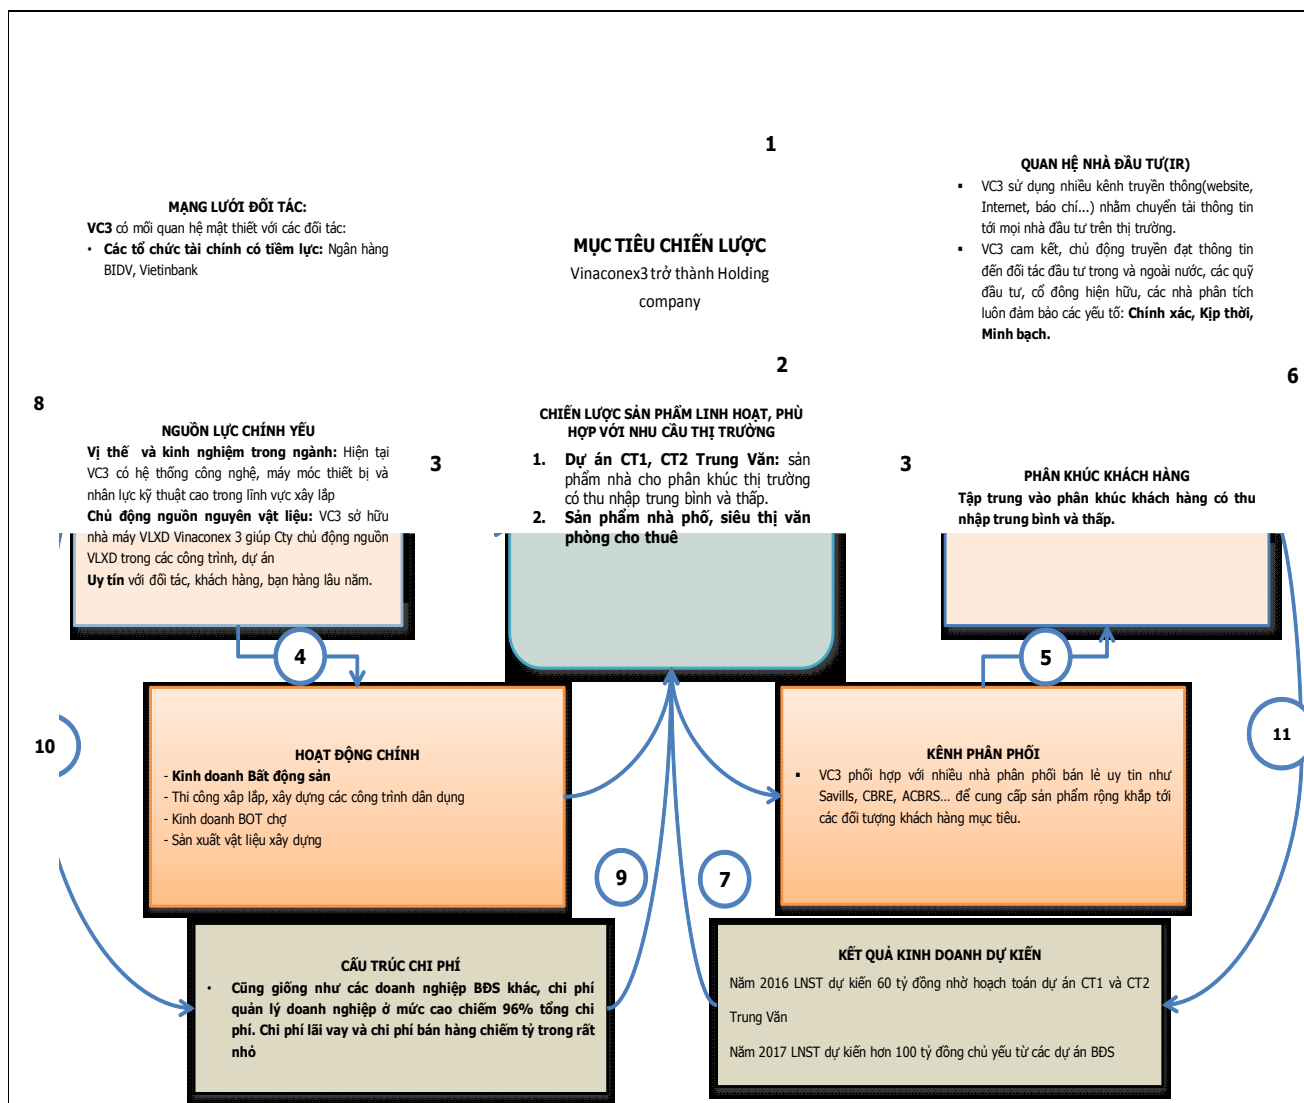 1
QUAN HỆ NHÀ ĐẦU TƯ(IR)
▪ VC3 sử dụng nhiều kênh truyền thông(website,
Internet, báo chí...) nhằm chuyển tải thông tin
tới mọi nhà đầu tư trên thị trường.
▪ VC3 cam kết, chủ động truyền đạt thông tin
đến đối tác đầu tư trong và ngoài nước, các quỹ
đầu tư, cổ đông hiện hữu, các nhà phân tích
luôn đảm bảo các yếu tố: Chính xác, Kịp thời,
Minh bạch.
MẠNG LƯỚI ĐỐI TÁC:
VC3 có mối quan hệ mật thiết với các đối tác:
• Các tổ chức tài chính có tiềm lực: Ngân hàng
BIDV, Vietinbank
MỤC TIÊU CHIẾN LƯỢC
Vinaconex3 trở thành Holding
company
2
6
8
NGUỒN LỰC CHÍNH YẾU
Vị thế và kinh nghiệm trong ngành: Hiện tại
VC3 có hệ thống công nghệ, máy móc thiết bị và
nhân lực kỹ thuật cao trong lĩnh vực xây lắp
Chủ động nguồn nguyên vật liệu: VC3 sở hữu
nhà máy VLXD Vinaconex 3 giúp Cty chủ động nguồn
VLXD trong các công trình, dự án
Uy tín với đối tác, khách hàng, bạn hàng lâu năm.
3
CHIẾN LƯỢC SẢN PHẨM LINH HOẠT, PHÙ
HỢP VỚI NHU CẦU THỊ TRƯỜNG
1. Dự án CT1, CT2 Trung Văn: sản
phẩm nhà cho phân khúc thị trường
có thu nhập trung bình và thấp.
2. Sản phẩm nhà phố, siêu thị văn
phòng cho thuê
3
PHÂN KHÚC KHÁCH HÀNG
Tập trung vào phân khúc khách hàng có thu
nhập trung bình và thấp.
4
5
10
HOẠT ĐỘNG CHÍNH
- Kinh doanh Bất động sản
- Thi công xâp lắp, xây dựng các công trình dân dụng
- Kinh doanh BOT chợ
- Sản xuất vật liệu xây dựng
KÊNH PHÂN PHỐI
▪ VC3 phối hợp với nhiều nhà phân phối bán lẻ uy tin như
Savills, CBRE, ACBRS... để cung cấp sản phẩm rộng khắp tới
các đối tượng khách hàng mục tiêu.
11
9
7
CẤU TRÚC CHI PHÍ
• Cũng giống như các doanh nghiệp BĐS khác, chi phí
quản lý doanh nghiệp ở mức cao chiếm 96% tổng chi
phí. Chi phí lãi vay và chi phí bán hàng chiếm tỷ trong rất
nhỏ
KẾT QUẢ KINH DOANH DỰ KIẾN
Năm 2016 LNST dự kiến 60 tỷ đồng nhờ hoạch toán dự án CT1 và CT2
Trung Văn
Năm 2017 LNST dự kiến hơn 100 tỷ đồng chủ yếu từ các dự án BĐS